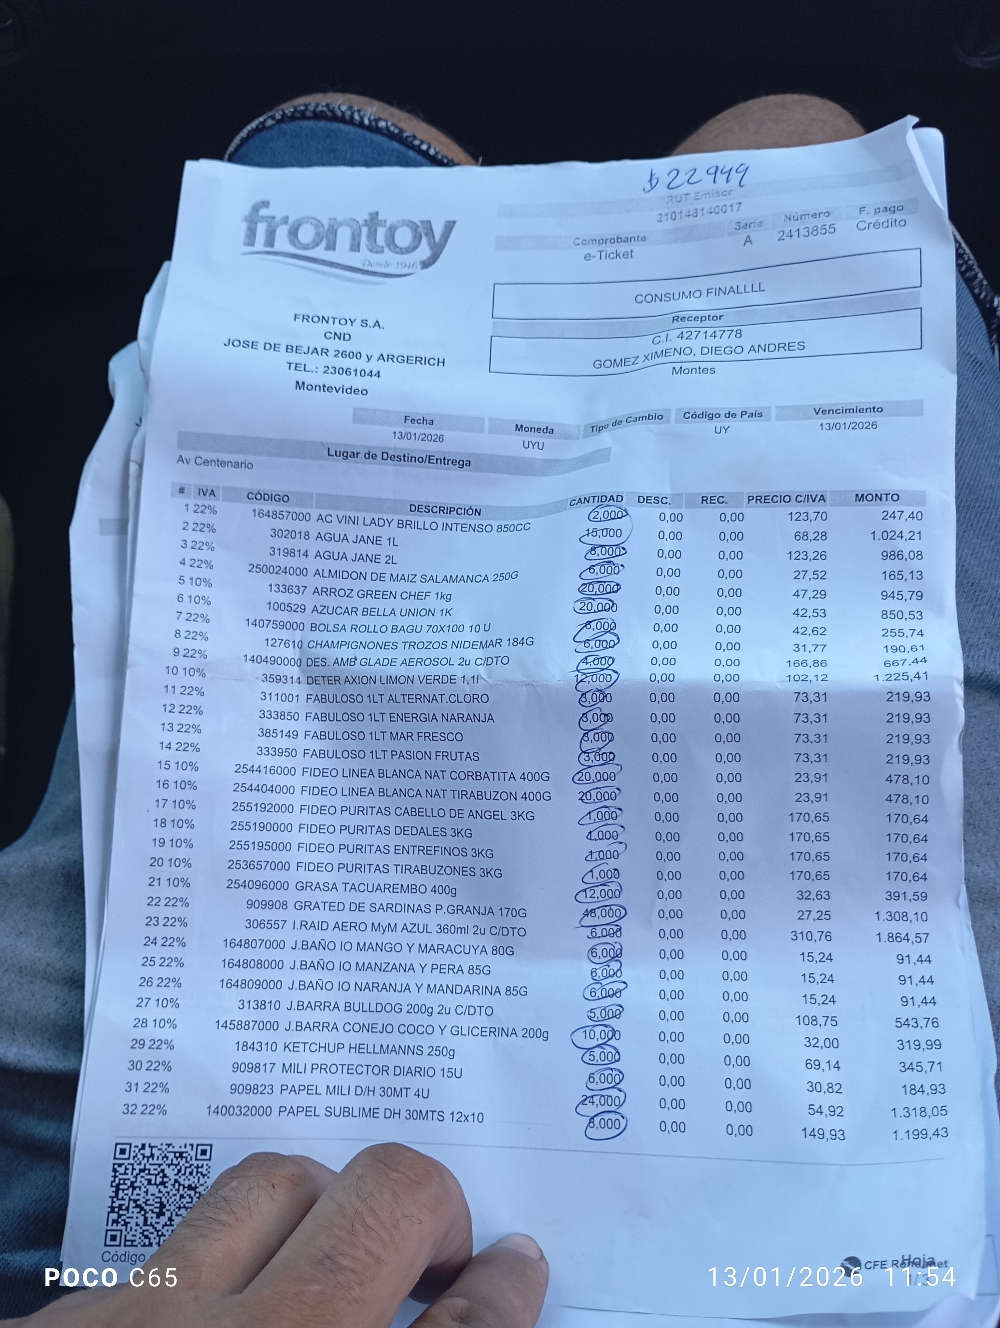 $22949
frontoy
Desde 1946
RUT Emisor
210148140017
Comprobante Serie Número F. pago
e-Ticket A 2413855 Crédito
CONSUMO FINALLLL
Receptor
C.I. 42714778
GOMEZ XIMENO, DIEGO ANDRES
Montes
FRONTOY S.A.
CND
JOSE DE BEJAR 2600 y ARGERICH
TEL.: 23061044
Montevideo
Fecha Moneda Tipo de Cambio Código de País Vencimiento
13/01/2026 UYU UY 13/01/2026
Lugar de Destino/Entrega
Av Centenario
# IVA CÓDIGO DESCRIPCIÓN CANTIDAD DESC. REC. PRECIO C/IVA MONTO
1 22% 164857000 AC VINI LADY BRILLO INTENSO 850CC 2,000 0,00 0,00 123,70 247,40
2 22% 302018 AGUA JANE 1L 15,000 0,00 0,00 68,28 1.024,21
3 22% 319814 AGUA JANE 2L 8,000 0,00 0,00 123,26 986,08
4 22% 250024000 ALMIDON DE MAIZ SALAMANCA 250G 6,000 0,00 0,00 27,52 165,13
5 10% 133637 ARROZ GREEN CHEF 1kg 20,000 0,00 0,00 47,29 945,79
6 10% 100529 AZUCAR BELLA UNION 1K 20,000 0,00 0,00 42,53 850,53
7 22% 140759000 BOLSA ROLLO BAGU 70X100 10 U 6,000 0,00 0,00 42,62 255,74
8 22% 127610 CHAMPIGNONES TROZOS NIDEMAR 184G 6,000 0,00 0,00 31,77 190,61
9 22% 140490000 DES. AMB GLADE AEROSOL 2u C/DTO 4,000 0,00 0,00 166,86 667,44
10 10% 359314 DETER AXION LIMON VERDE 1,1l 12,000 0,00 0,00 102,12 1.225,41
11 22% 311001 FABULOSO 1LT ALTERNAT.CLORO 3,000 0,00 0,00 73,31 219,93
12 22% 333850 FABULOSO 1LT ENERGIA NARANJA 3,000 0,00 0,00 73,31 219,93
13 22% 385149 FABULOSO 1LT MAR FRESCO 3,000 0,00 0,00 73,31 219,93
14 22% 333950 FABULOSO 1LT PASION FRUTAS 3,000 0,00 0,00 73,31 219,93
15 10% 254416000 FIDEO LINEA BLANCA NAT CORBATITA 400G 20,000 0,00 0,00 23,91 478,10
16 10% 254404000 FIDEO LINEA BLANCA NAT TIRABUZON 400G 20,000 0,00 0,00 23,91 478,10
17 10% 255192000 FIDEO PURITAS CABELLO DE ANGEL 3KG 1,000 0,00 0,00 170,65 170,64
18 10% 255190000 FIDEO PURITAS DEDALES 3KG 1,000 0,00 0,00 170,65 170,64
19 10% 255195000 FIDEO PURITAS ENTREFINOS 3KG 1,000 0,00 0,00 170,65 170,64
20 10% 253657000 FIDEO PURITAS TIRABUZONES 3KG 1,000 0,00 0,00 170,65 170,64
21 10% 254096000 GRASA TACUAREMBO 400g 12,000 0,00 0,00 32,63 391,59
22 22% 909908 GRATED DE SARDINAS P.GRANJA 170G 48,000 0,00 0,00 27,25 1.308,10
23 22% 306557 I.RAID AERO MyM AZUL 360ml 2u C/DTO 6,000 0,00 0,00 310,76 1.864,57
24 22% 164807000 J.BAÑO IO MANGO Y MARACUYA 80G 6,000 0,00 0,00 15,24 91,44
25 22% 164808000 J.BAÑO IO MANZANA Y PERA 85G 6,000 0,00 0,00 15,24 91,44
26 22% 164809000 J.BAÑO IO NARANJA Y MANDARINA 85G 6,000 0,00 0,00 15,24 91,44
27 10% 313810 J.BARRA BULLDOG 200g 2u C/DTO 5,000 0,00 0,00 108,75 543,76
28 10% 145887000 J.BARRA CONEJO COCO Y GLICERINA 200g 10,000 0,00 0,00 32,00 319,99
29 22% 184310 KETCHUP HELLMANNS 250g 5,000 0,00 0,00 69,14 345,71
30 22% 909817 MILI PROTECTOR DIARIO 15U 6,000 0,00 0,00 30,82 184,93
31 22% 909823 PAPEL MILI D/H 30MT 4U 24,000 0,00 0,00 54,92 1.318,05
32 22% 140032000 PAPEL SUBLIME DH 30MTS 12x10 8,000 0,00 0,00 149,93 1.199,43
Código
CFE
Hoja
POCO C65
13/01/2026 11:54